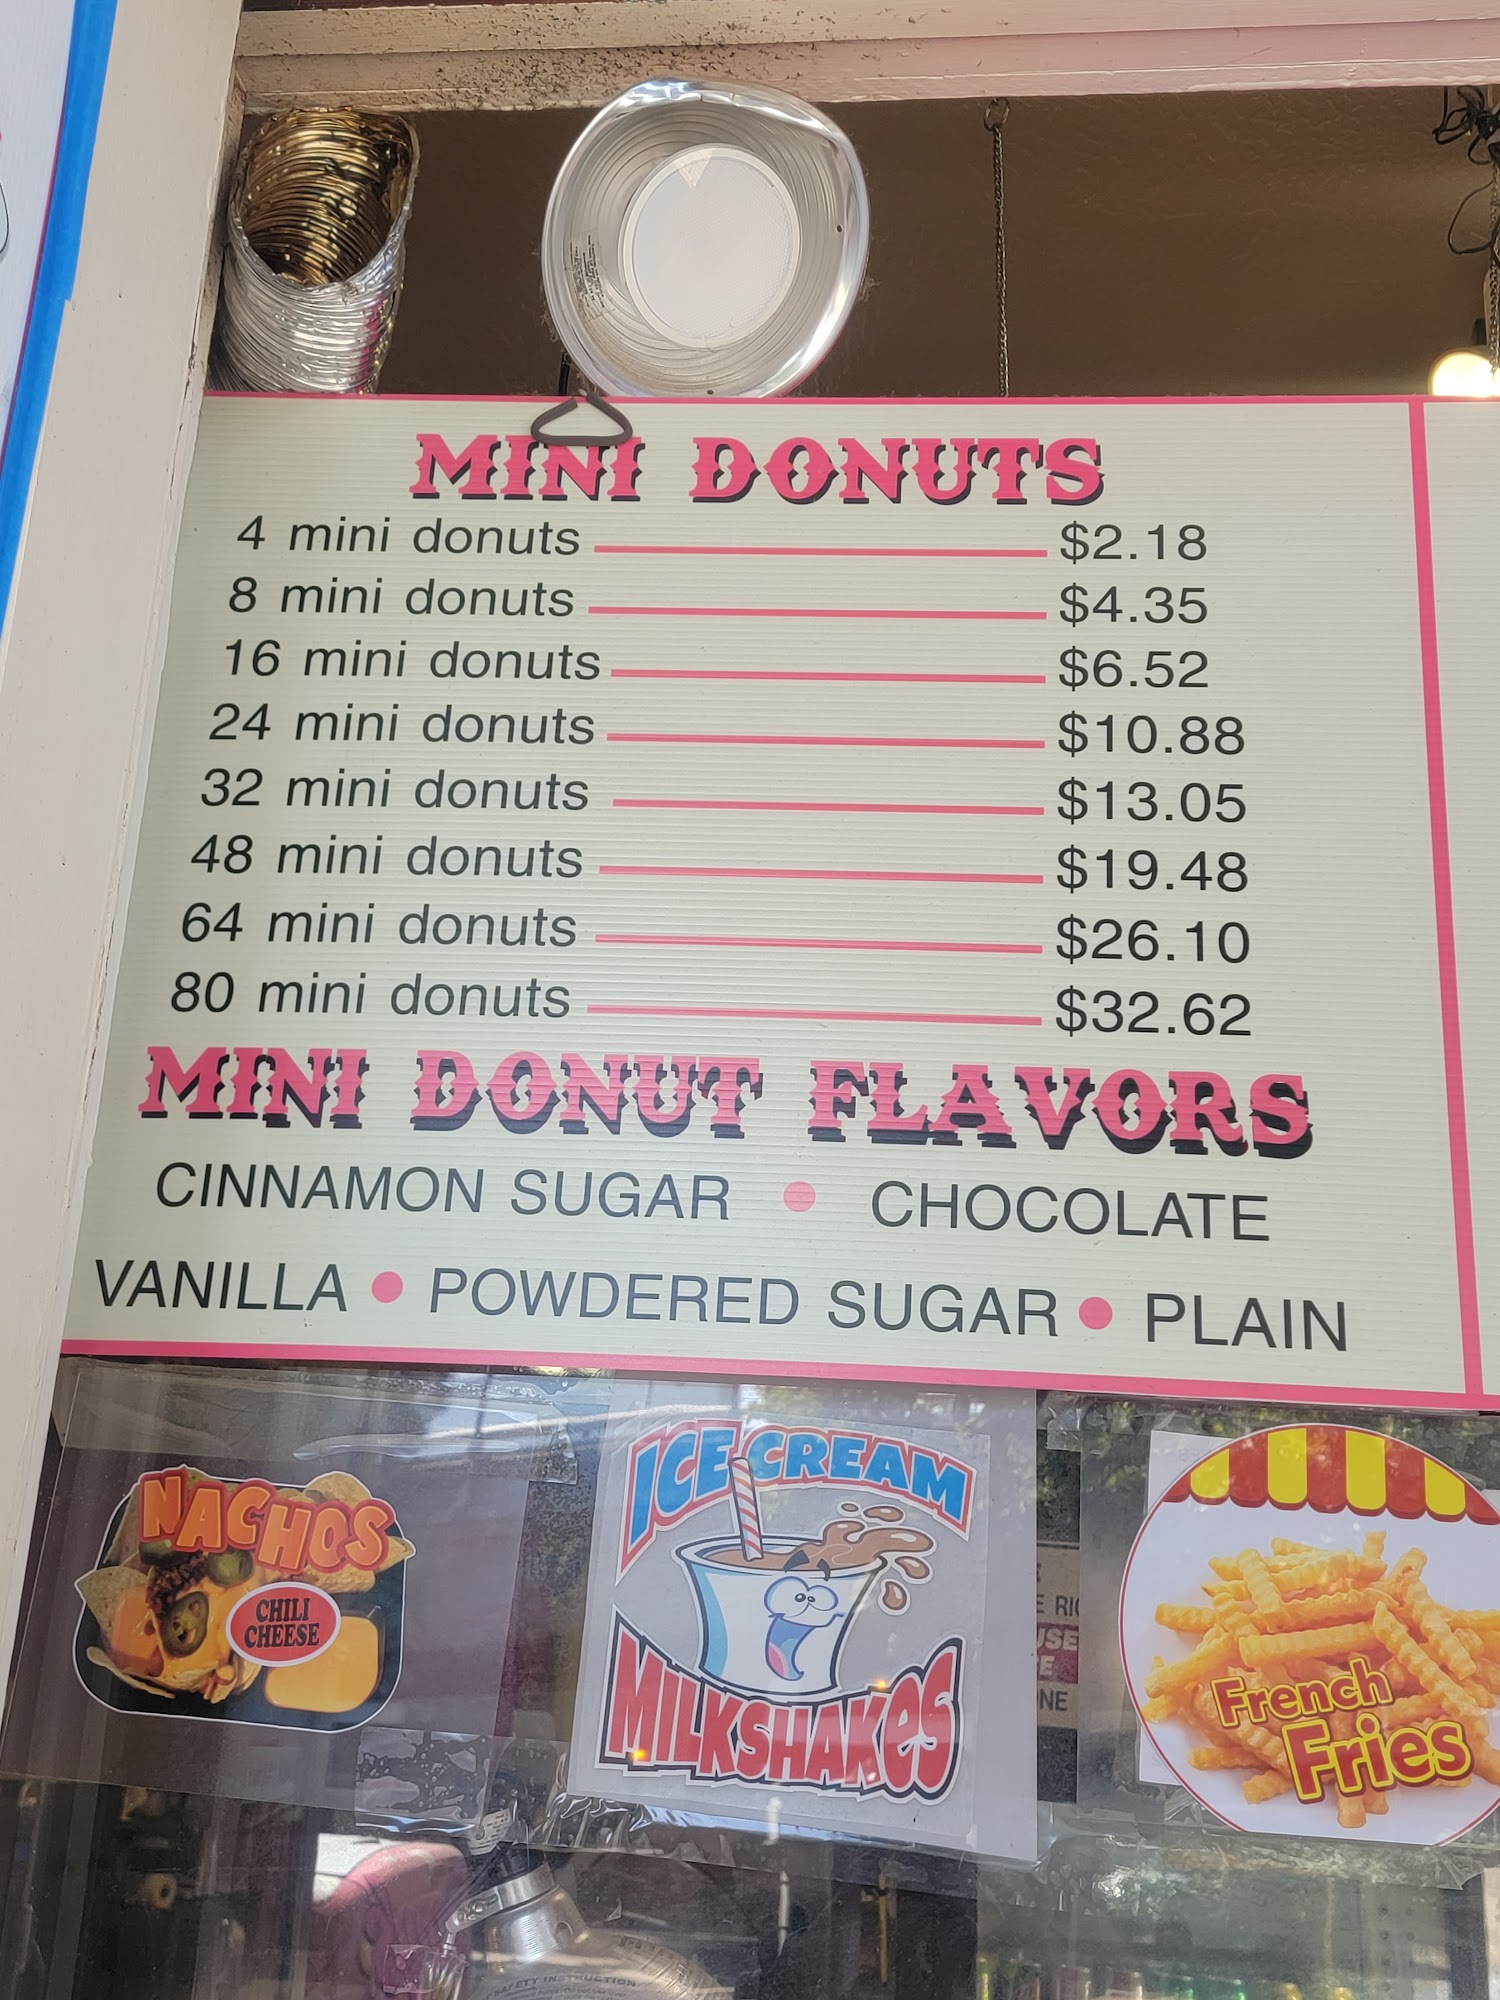 MINI DONUTS
4 mini donuts $2.18
8 mini donuts $4.35
16 mini donuts $6.52
24 mini donuts $10.88
32 mini donuts $13.05
48 mini donuts $19.48
64 mini donuts $26.10
80 mini donuts $32.62
MINI DONUT FLAVORS
CINNAMON SUGAR • CHOCOLATE
VANILLA • POWDERED SUGAR • PLAIN
NACHOS
CHILI
CHEESE
ICE CREAM
MILKSHAKES
French
Fries
SAFETY INSTRUCTION